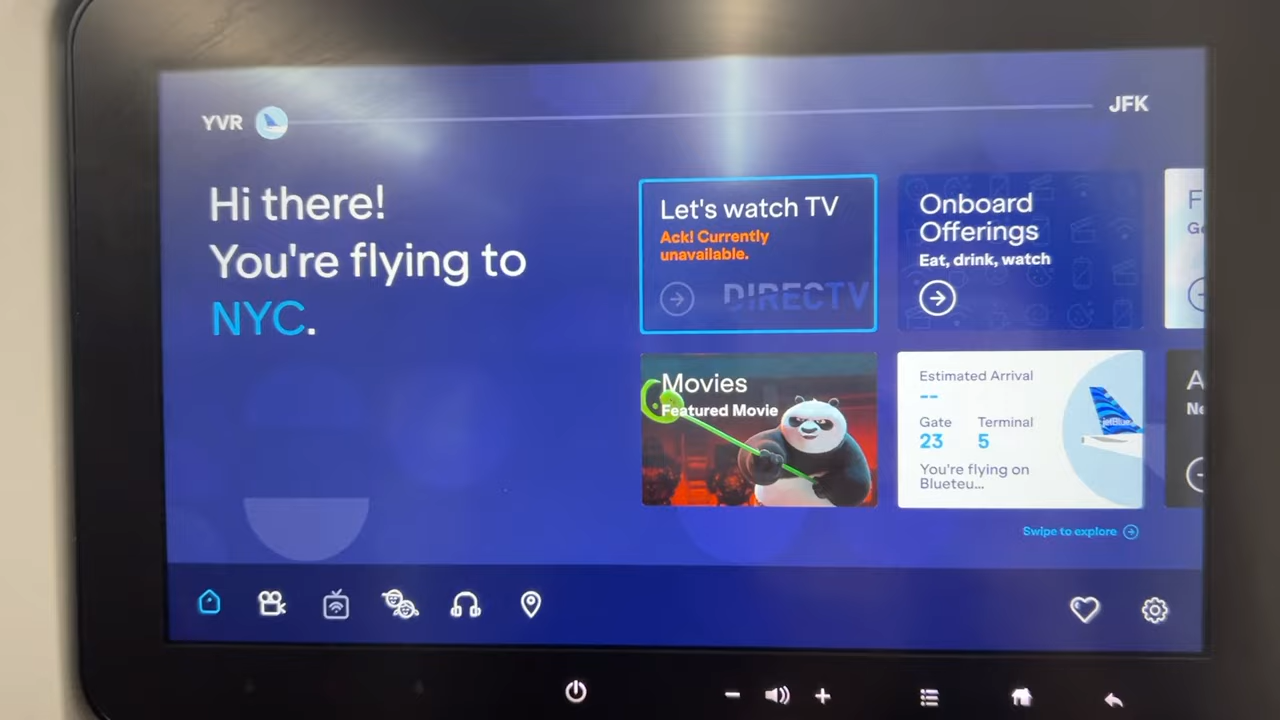 YVR
JFK
Hi there!
You're flying to
NYC.
Let's watch TV
Ack! Currently
unavailable.
DIRECTV
Onboard
Offerings
Eat, drink, watch
Movies
Featured Movie
Estimated Arrival
--
Gate Terminal
23 5
You're flying on
Blueteu...
jetBlue
Swipe to explore